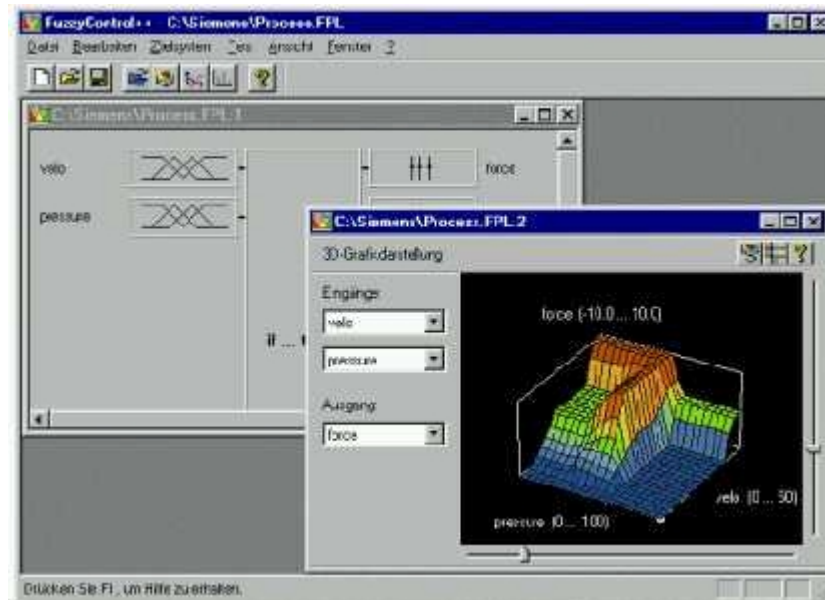 FuzzyControl++ C:\Siemens\Process.FPL
Datei Bearbeiten Zielsystem Test Ansicht Fenster ?
C:\Siemens\Process.FPL:1
velo
force
pressure
if ...
C:\Siemens\Process.FPL:2
3D-Grafikdarstellung
Eingänge
velo
pressure
Ausgang
force
force (-10.0 ... 10.0)
velo (0 ... 50)
pressure (0 ... 100)
Drücken Sie F1, um Hilfe zu erhalten.